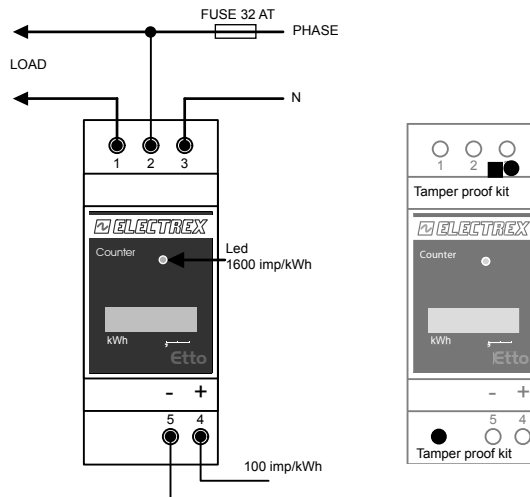 FUSE 32 AT
PHASE
LOAD
N
1 2 3
ELECTREX
Counter
Led
1600 imp/kWh
kWh
Etto
- +
5 4
100 imp/kWh
1 2
Tamper proof kit
ELECTREX
Counter
kWh
Etto
- +
5 4
Tamper proof kit